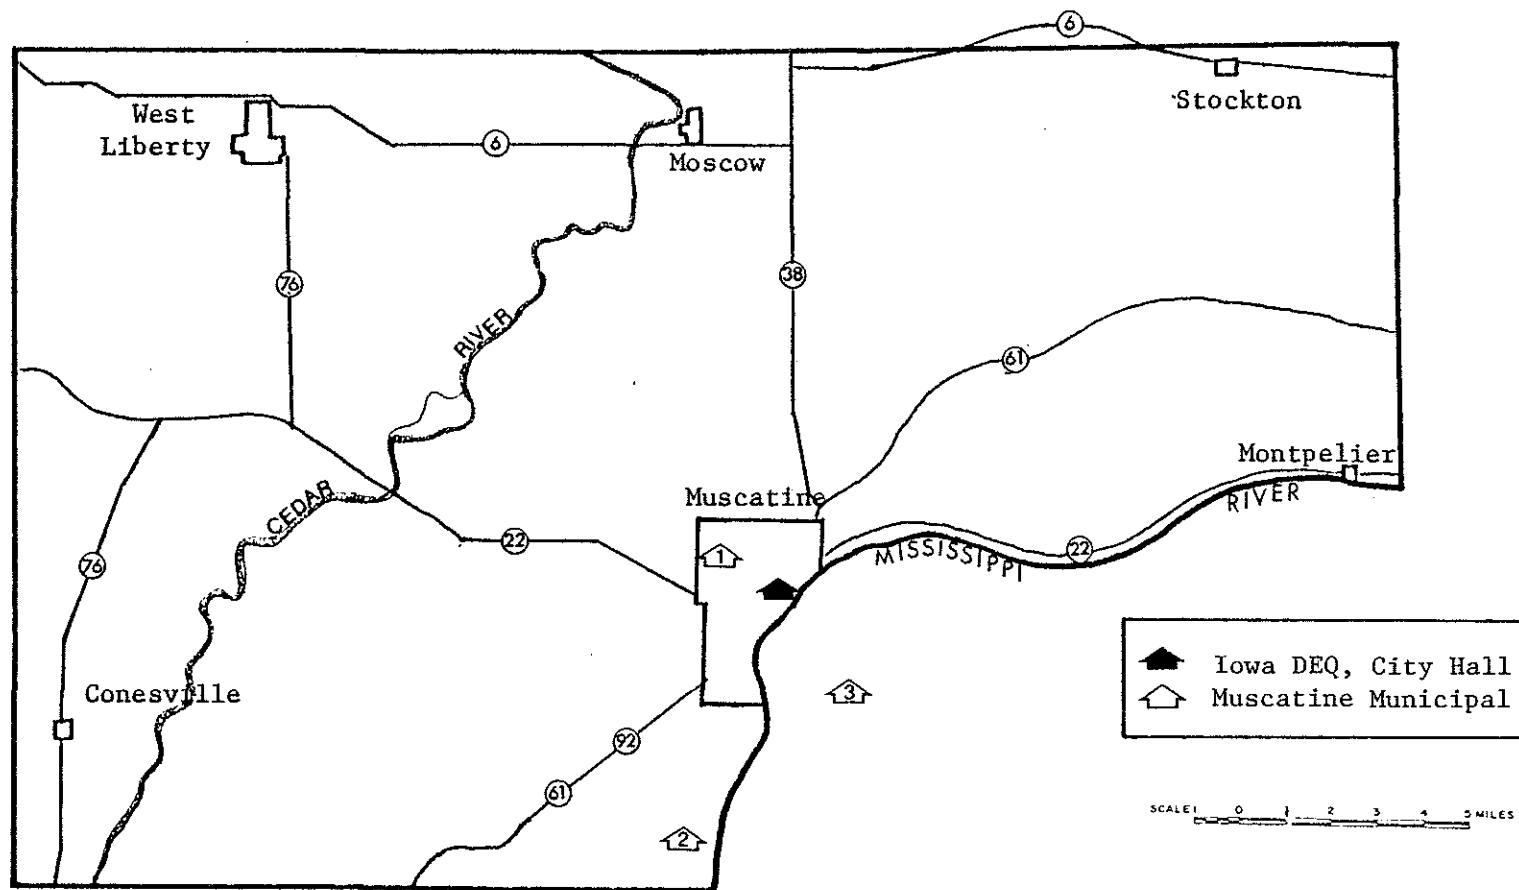 6
Stockton
West
Liberty
6
Moscow
76
38
RIVER
61
Montpelier
RIVER
Muscatine
CEDAR
22
1
22
MISSISSIPPI
76
Iowa DEQ, City Hall
Muscatine Municipal
3
Conesville
92
61
2
SCALE 1 0 1 2 3 4 5 MILES